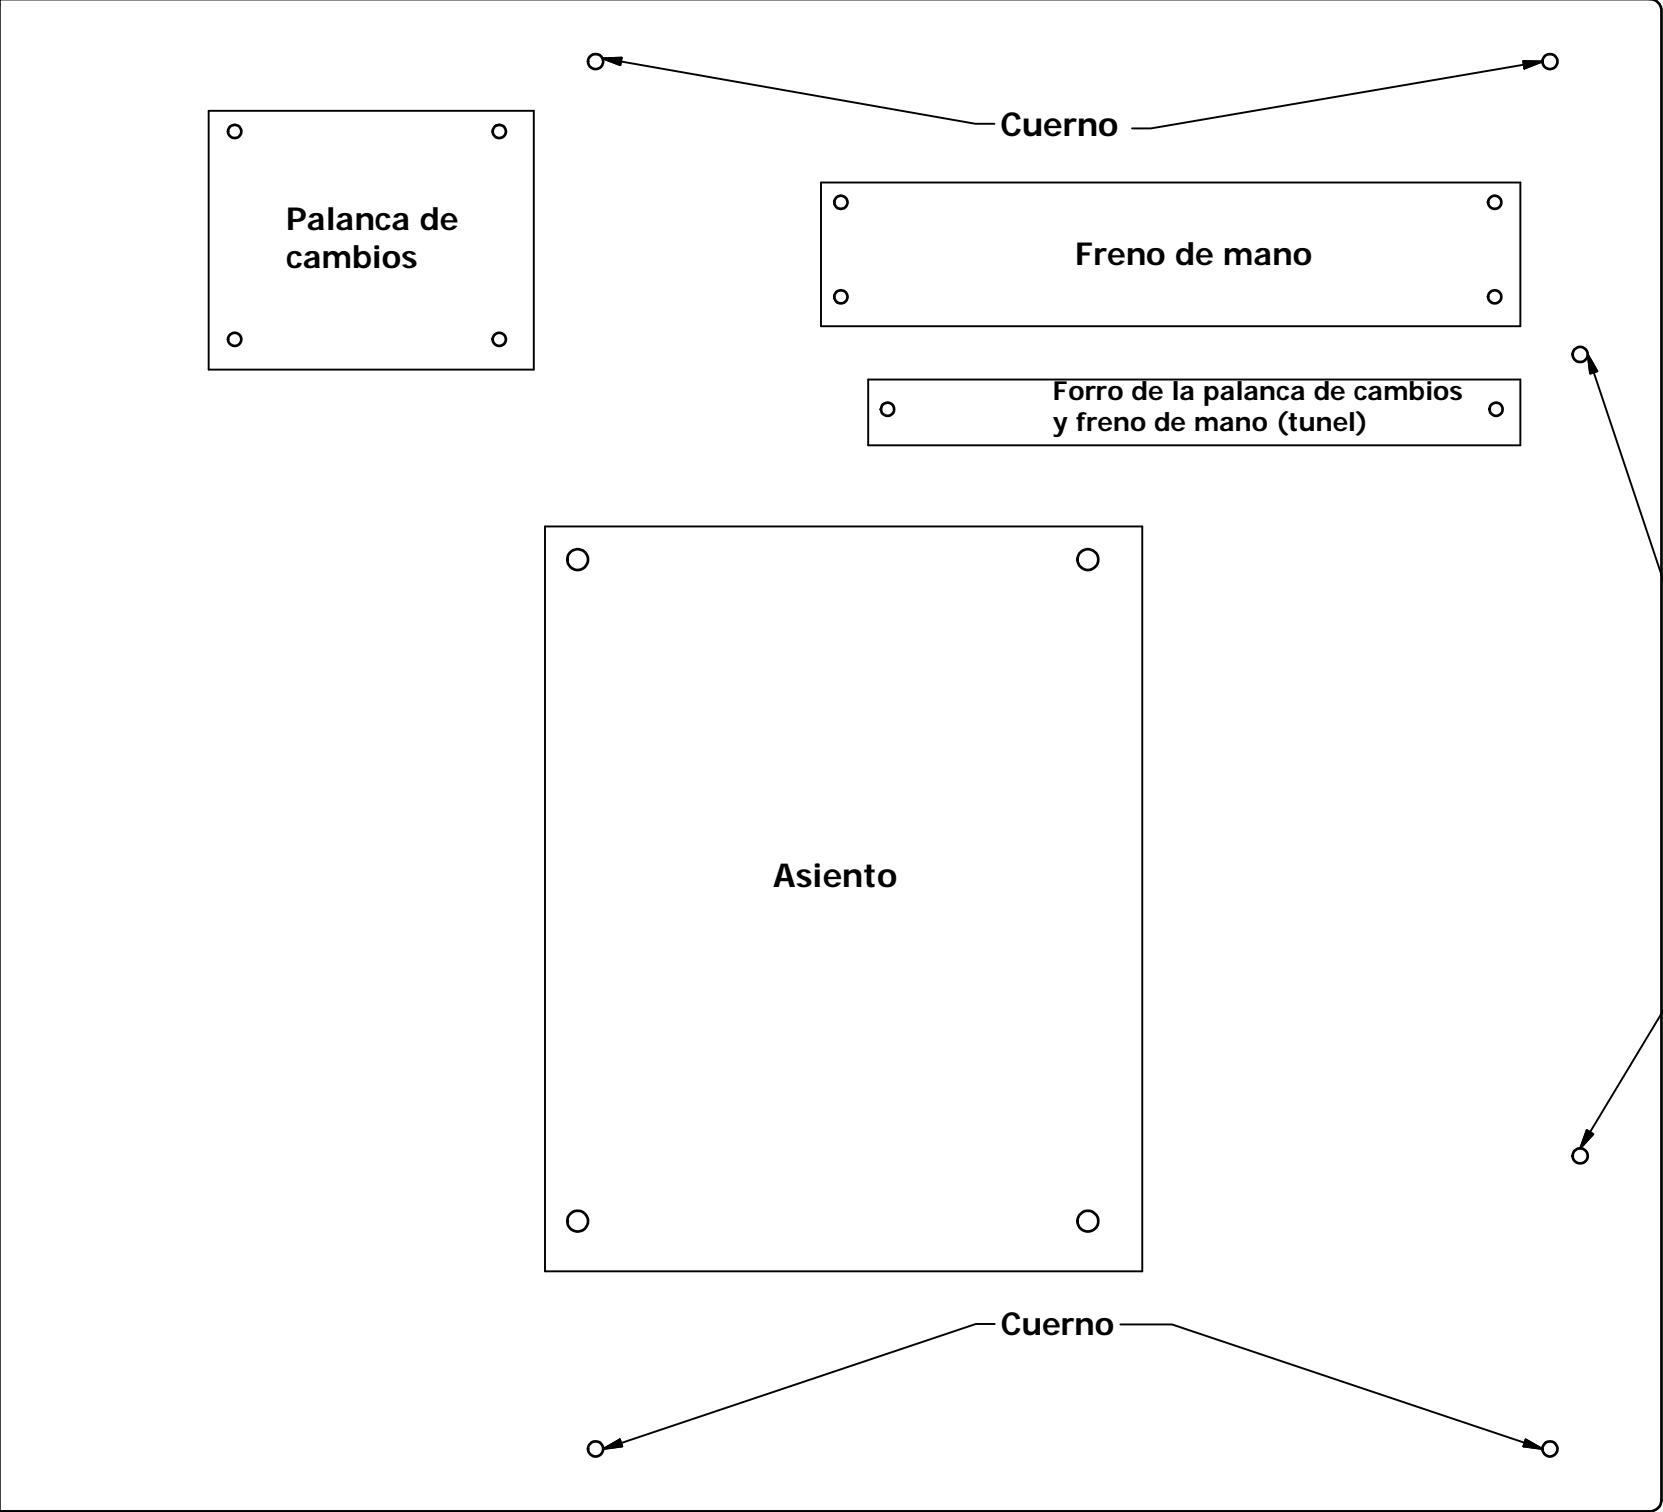 Cuerno
Palanca de
cambios
Freno de mano
Forro de la palanca de cambios
y freno de mano (tunel)
Asiento
Cuerno